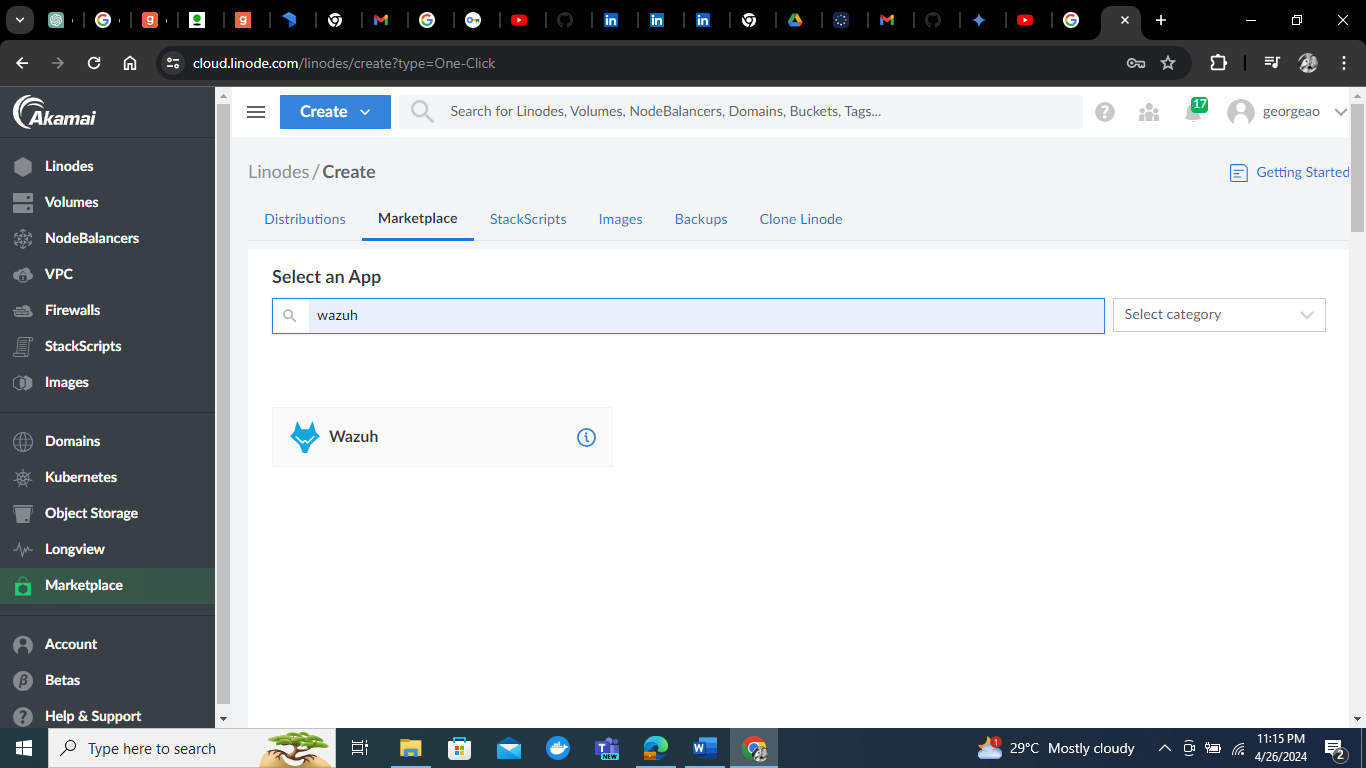 cloud.linode.com/linodes/create?type=One-Click
Akamai
Create
Search for Linodes, Volumes, NodeBalancers, Domains, Buckets, Tags...
17
georgeao
Linodes
Volumes
NodeBalancers
VPC
Firewalls
StackScripts
Images
Domains
Kubernetes
Object Storage
Longview
Marketplace
Account
Betas
Help & Support
Linodes / Create
Getting Started
Distributions Marketplace StackScripts Images Backups Clone Linode
Select an App
wazuh
Select category
Wazuh
Type here to search
NEW
1
29°C Mostly cloudy
11:15 PM
4/26/2024
2